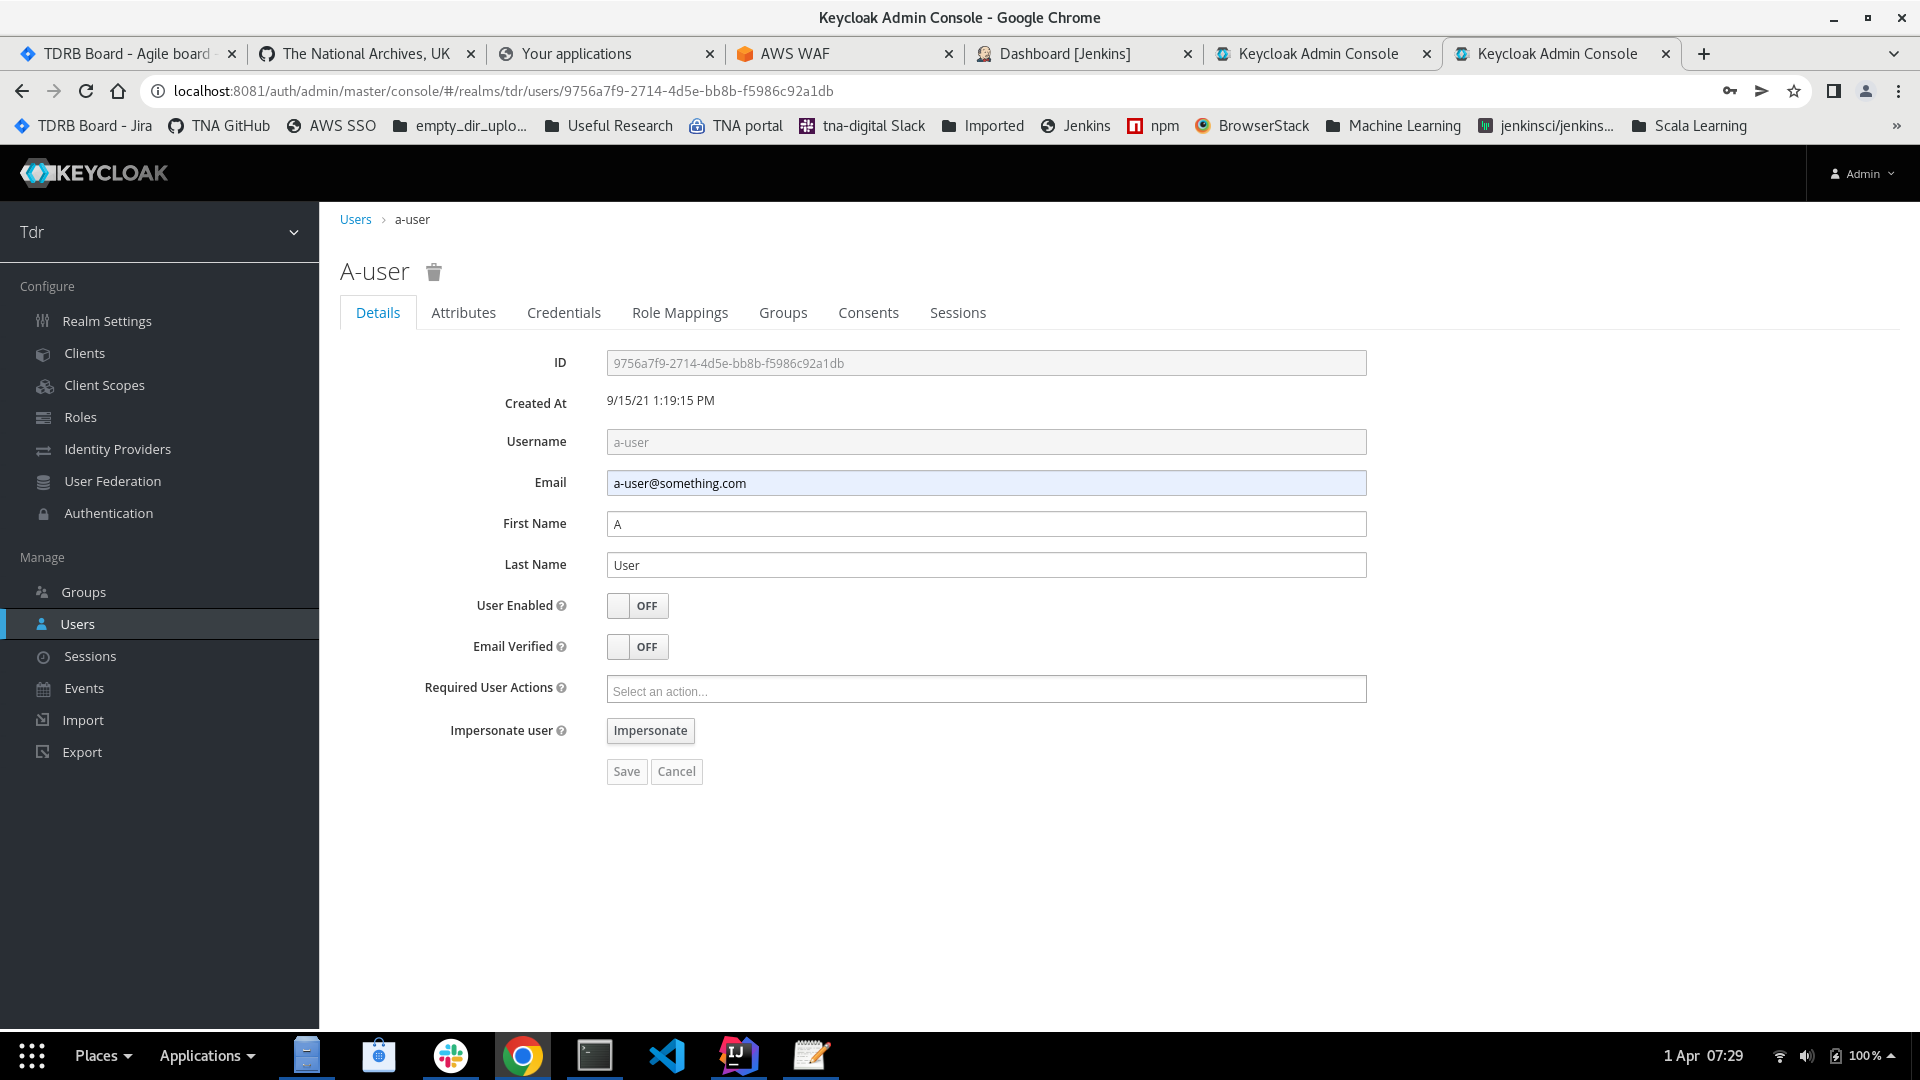 Keycloak Admin Console - Google Chrome
TDRB Board - Agile board -
The National Archives, UK
Your applications
AWS WAF
Dashboard [Jenkins]
Keycloak Admin Console
Keycloak Admin Console
localhost:8081/auth/admin/master/console/#/realms/tdr/users/9756a7f9-2714-4d5e-bb8b-f5986c92a1db
TDRB Board - Jira
TNA GitHub
AWS SSO
empty_dir_uplo...
Useful Research
TNA portal
tna-digital Slack
Imported
Jenkins
npm
BrowserStack
Machine Learning
jenkinsci/jenkins...
Scala Learning
»
KEYCLOAK
Admin
Tdr
Configure
Realm Settings
Clients
Client Scopes
Roles
Identity Providers
User Federation
Authentication
Manage
Groups
Users
Sessions
Events
Import
Export
Users › a-user
A-user
Details
Attributes
Credentials
Role Mappings
Groups
Consents
Sessions
ID
9756a7f9-2714-4d5e-bb8b-f5986c92a1db
Created At
9/15/21 1:19:15 PM
Username
a-user
Email
a-user@something.com
First Name
A
Last Name
User
User Enabled
OFF
Email Verified
OFF
Required User Actions
Select an action...
Impersonate user
Impersonate
Save
Cancel
Places
Applications
IJ
1 Apr 07:29
100 %